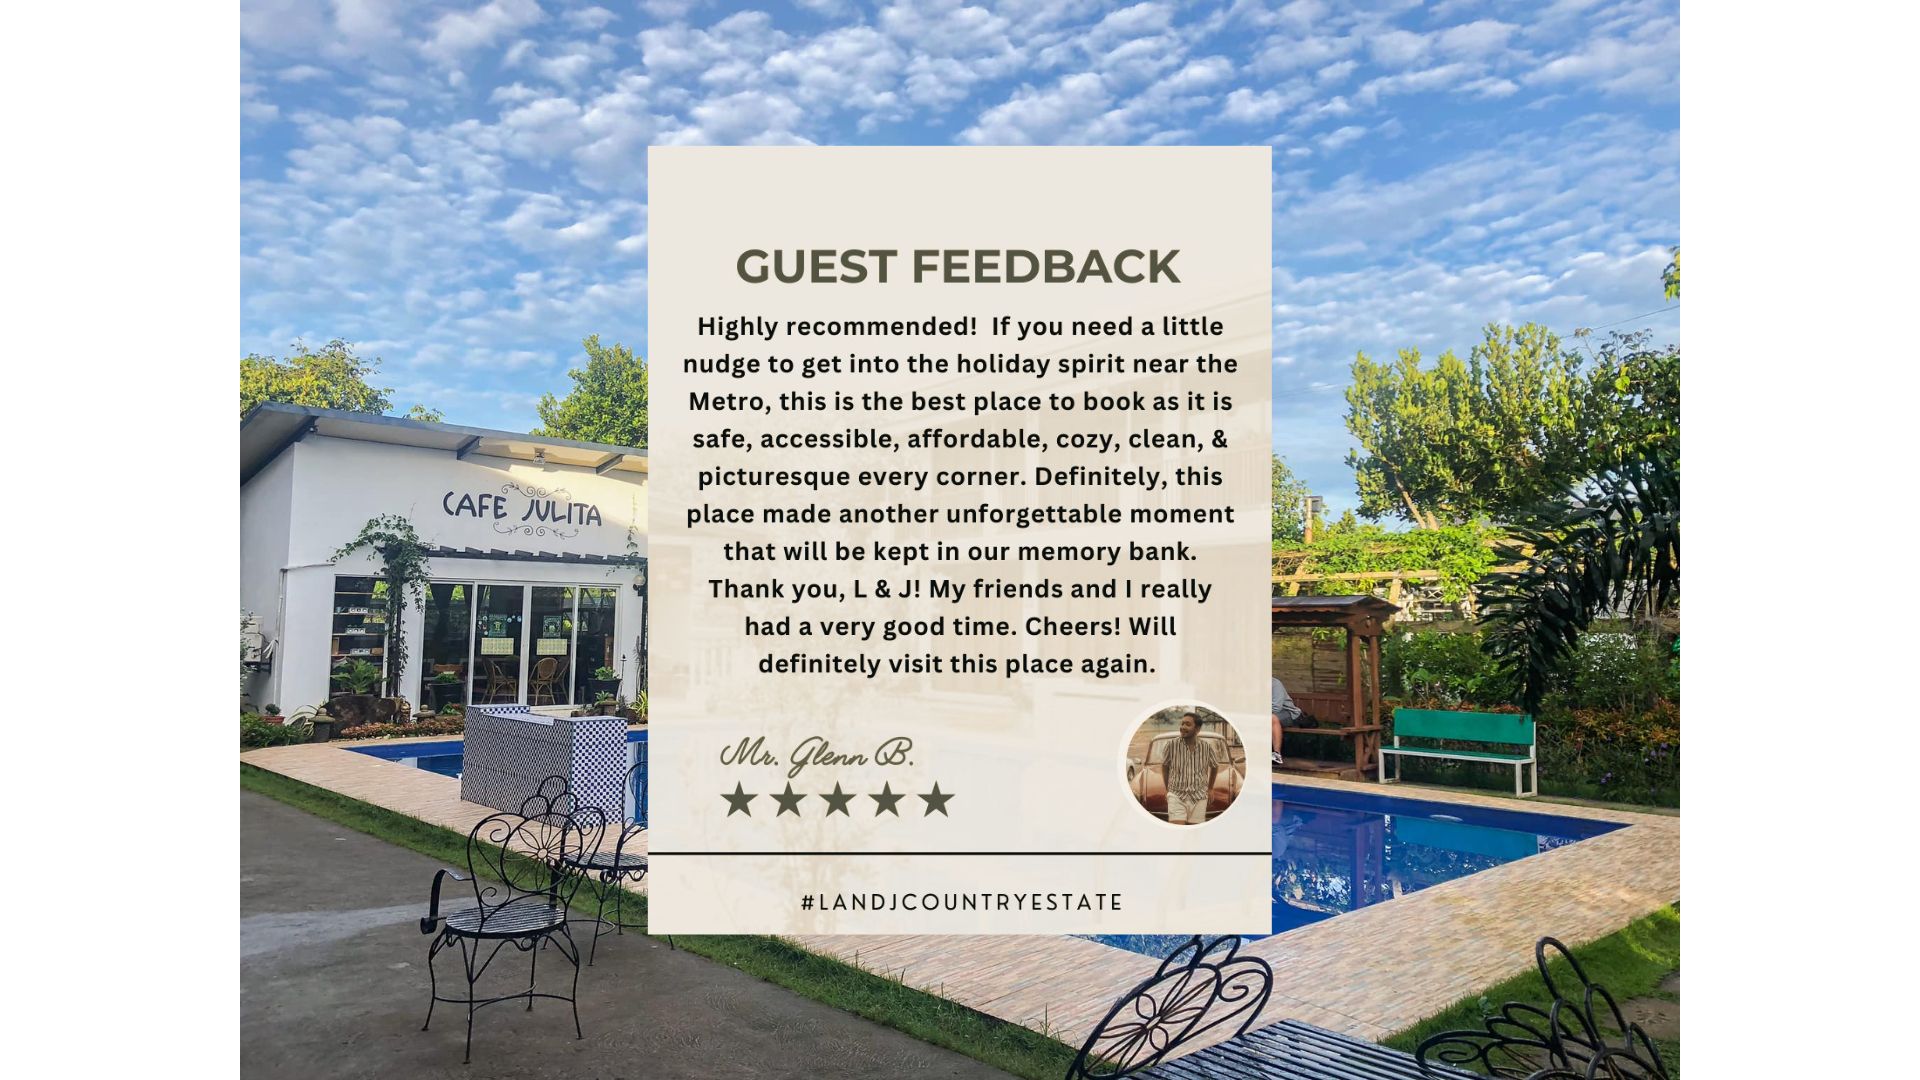 GUEST FEEDBACK
Highly recommended!  If you need a little
nudge to get into the holiday spirit near the
Metro, this is the best place to book as it is
safe, accessible, affordable, cozy, clean, &
picturesque every corner. Definitely, this
place made another unforgettable moment
that will be kept in our memory bank.
Thank you, L & J! My friends and I really
had a very good time. Cheers! Will
definitely visit this place again.
CAFE JULITA
Mr. Glenn B.
#LANDJCOUNTRYESTATE